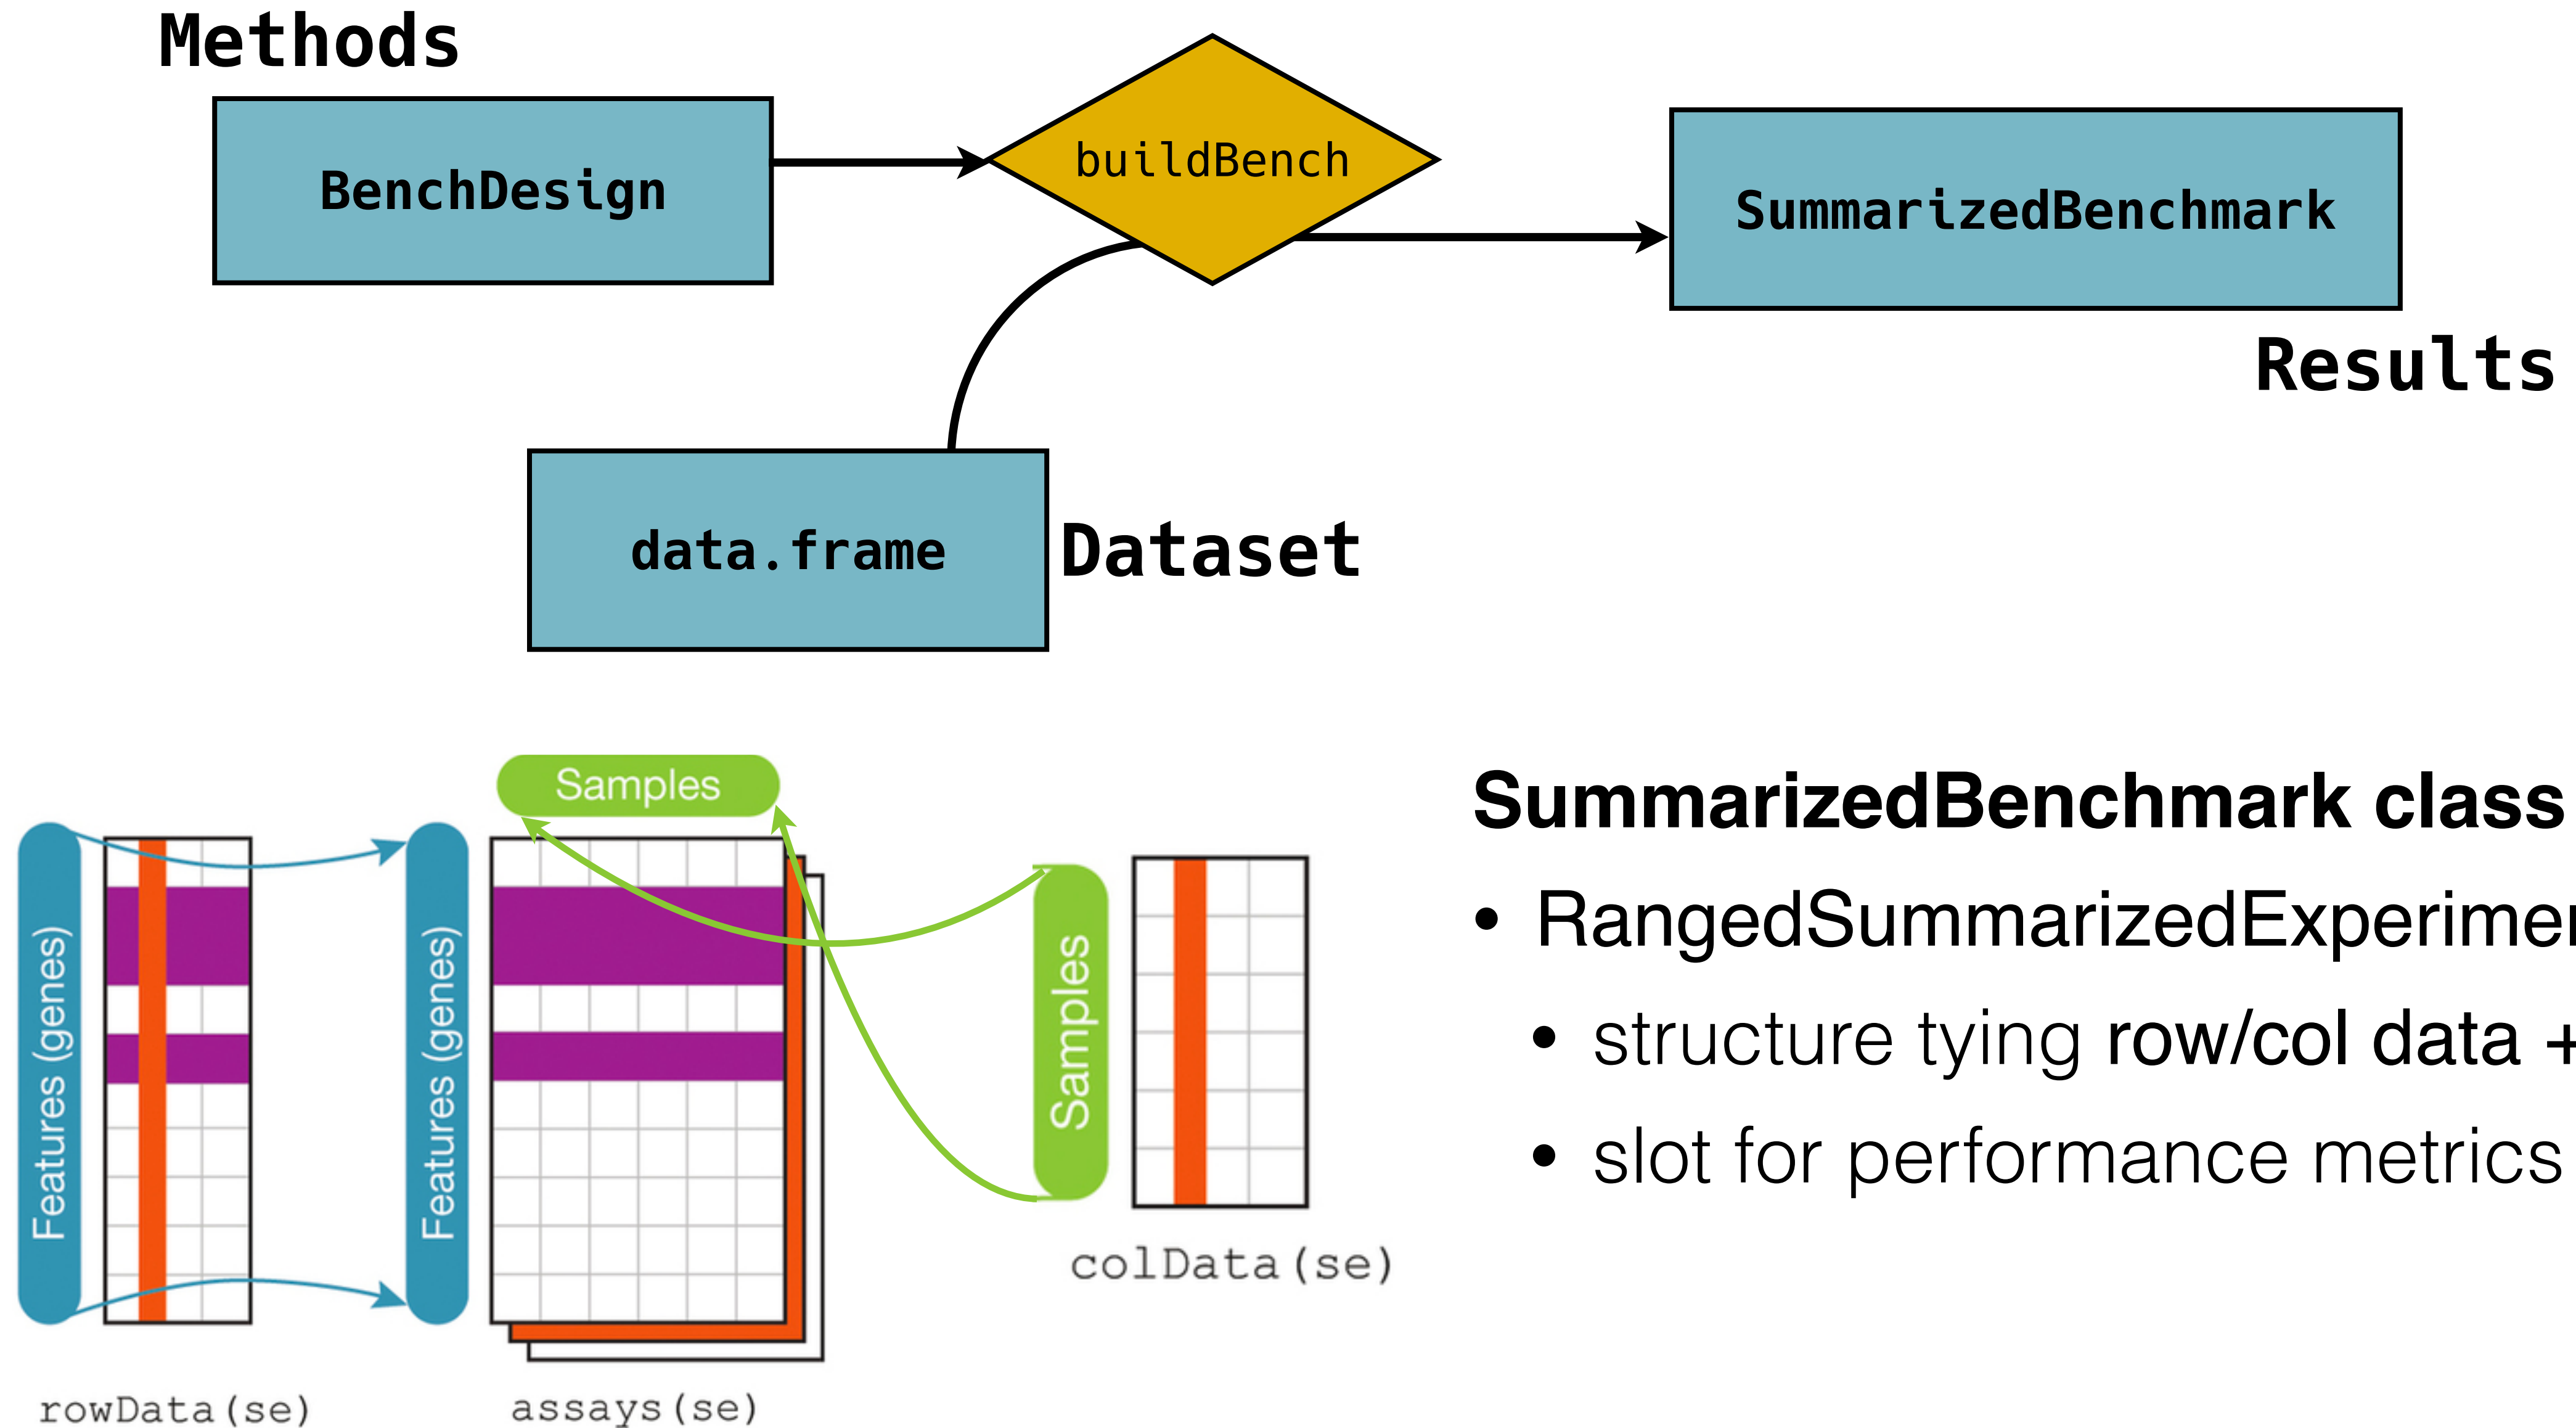 Methods
BenchDesign
buildBench
SummarizedBenchmark
Results
data.frame
Dataset
Samples
Features (genes)
Features (genes)
Samples
rowData(se)
assays(se)
colData(se)
SummarizedBenchmark class
• RangedSummarizedExperimen
• structure tying row/col data +
• slot for performance metrics